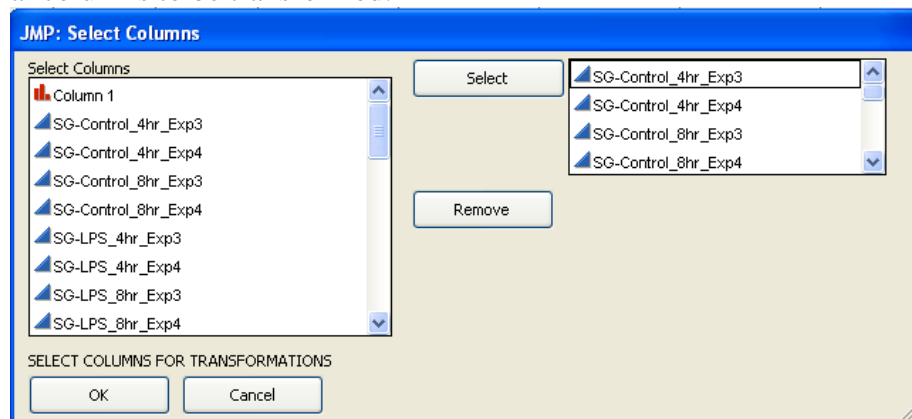 JMP: Select Columns
Select Columns
Column 1
SG-Control_4hr_Exp3
SG-Control_4hr_Exp4
SG-Control_8hr_Exp3
SG-Control_8hr_Exp4
SG-LPS_4hr_Exp3
SG-LPS_4hr_Exp4
SG-LPS_8hr_Exp3
SG-LPS_8hr_Exp4
Select
SG-Control_4hr_Exp3
SG-Control_4hr_Exp4
SG-Control_8hr_Exp3
SG-Control_8hr_Exp4
Remove
SELECT COLUMNS FOR TRANSFORMATIONS
OK
Cancel